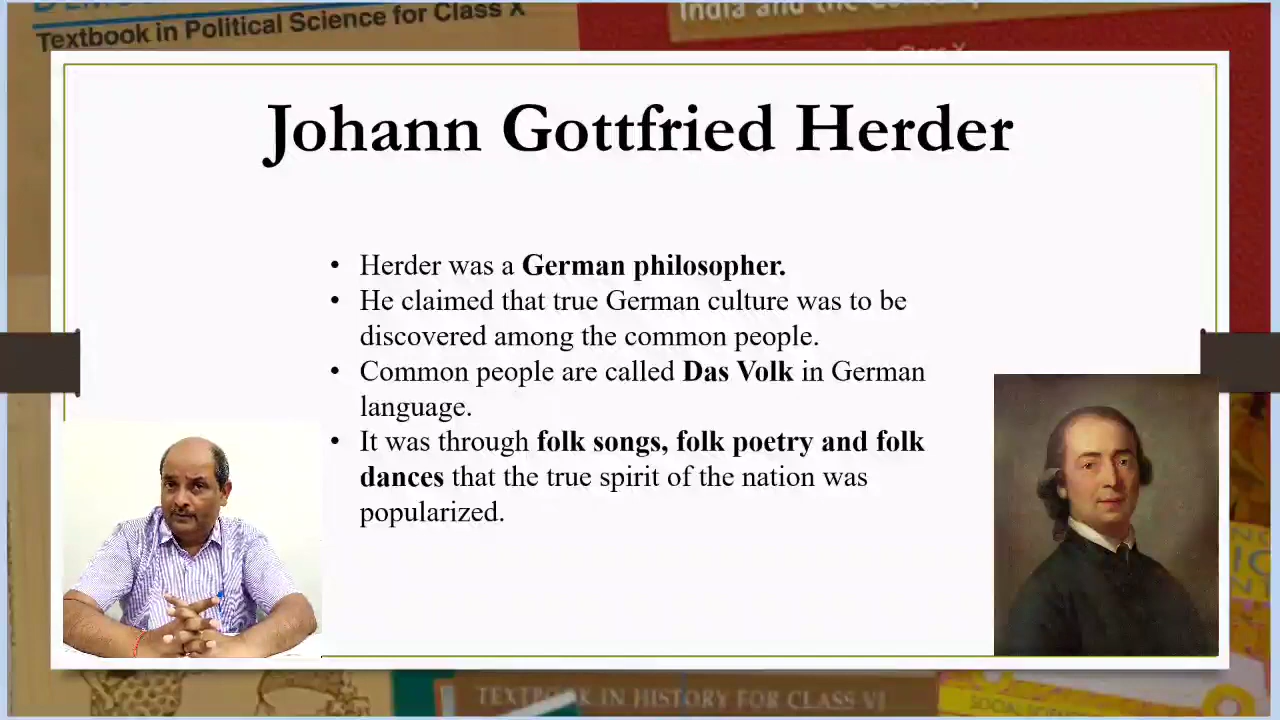 Textbook in Political Science for Class X
India and the
Johann Gottfried Herder
• Herder was a German philosopher.
• He claimed that true German culture was to be
discovered among the common people.
• Common people are called Das Volk in German
language.
• It was through folk songs, folk poetry and folk
dances that the true spirit of the nation was
popularized.
TEXTBOOK IN HISTORY FOR CLASS VI